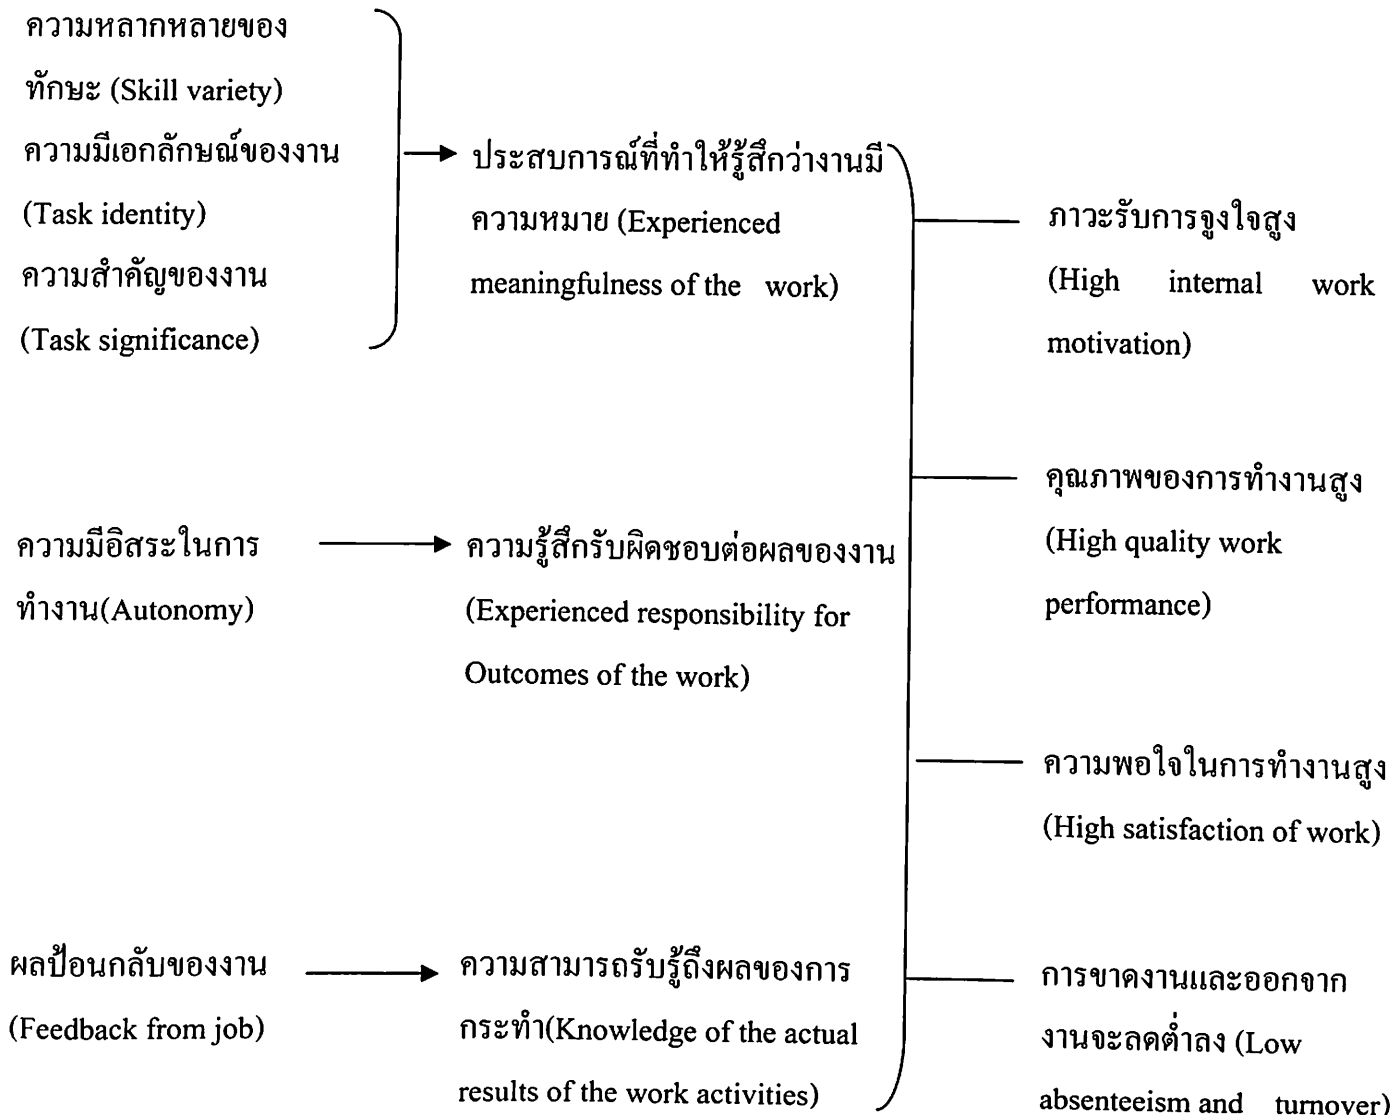 ความหลากหลายของ
ทักษะ (Skill variety)
ความมีเอกลักษณ์ของงาน
(Task identity)
ความสำคัญของงาน
(Task significance)
ประสบการณ์ที่ทำให้รู้สึกว่างานมี
ความหมาย (Experienced
meaningfulness of the work)
ภาวะรับการจูงใจสูง
(High internal work
motivation)
คุณภาพของการทำงานสูง
(High quality work
performance)
ความมีอิสระในการ
ทำงาน(Autonomy)
ความรู้สึกรับผิดชอบต่อผลของงาน
(Experienced responsibility for
Outcomes of the work)
ความพอใจในการทำงานสูง
(High satisfaction of work)
ผลป้อนกลับของงาน
(Feedback from job)
ความสามารถรับรู้ถึงผลของการ
กระทำ(Knowledge of the actual
results of the work activities)
การขาดงานและออกจาก
งานจะลดต่ำลง (Low
absenteeism and turnover)